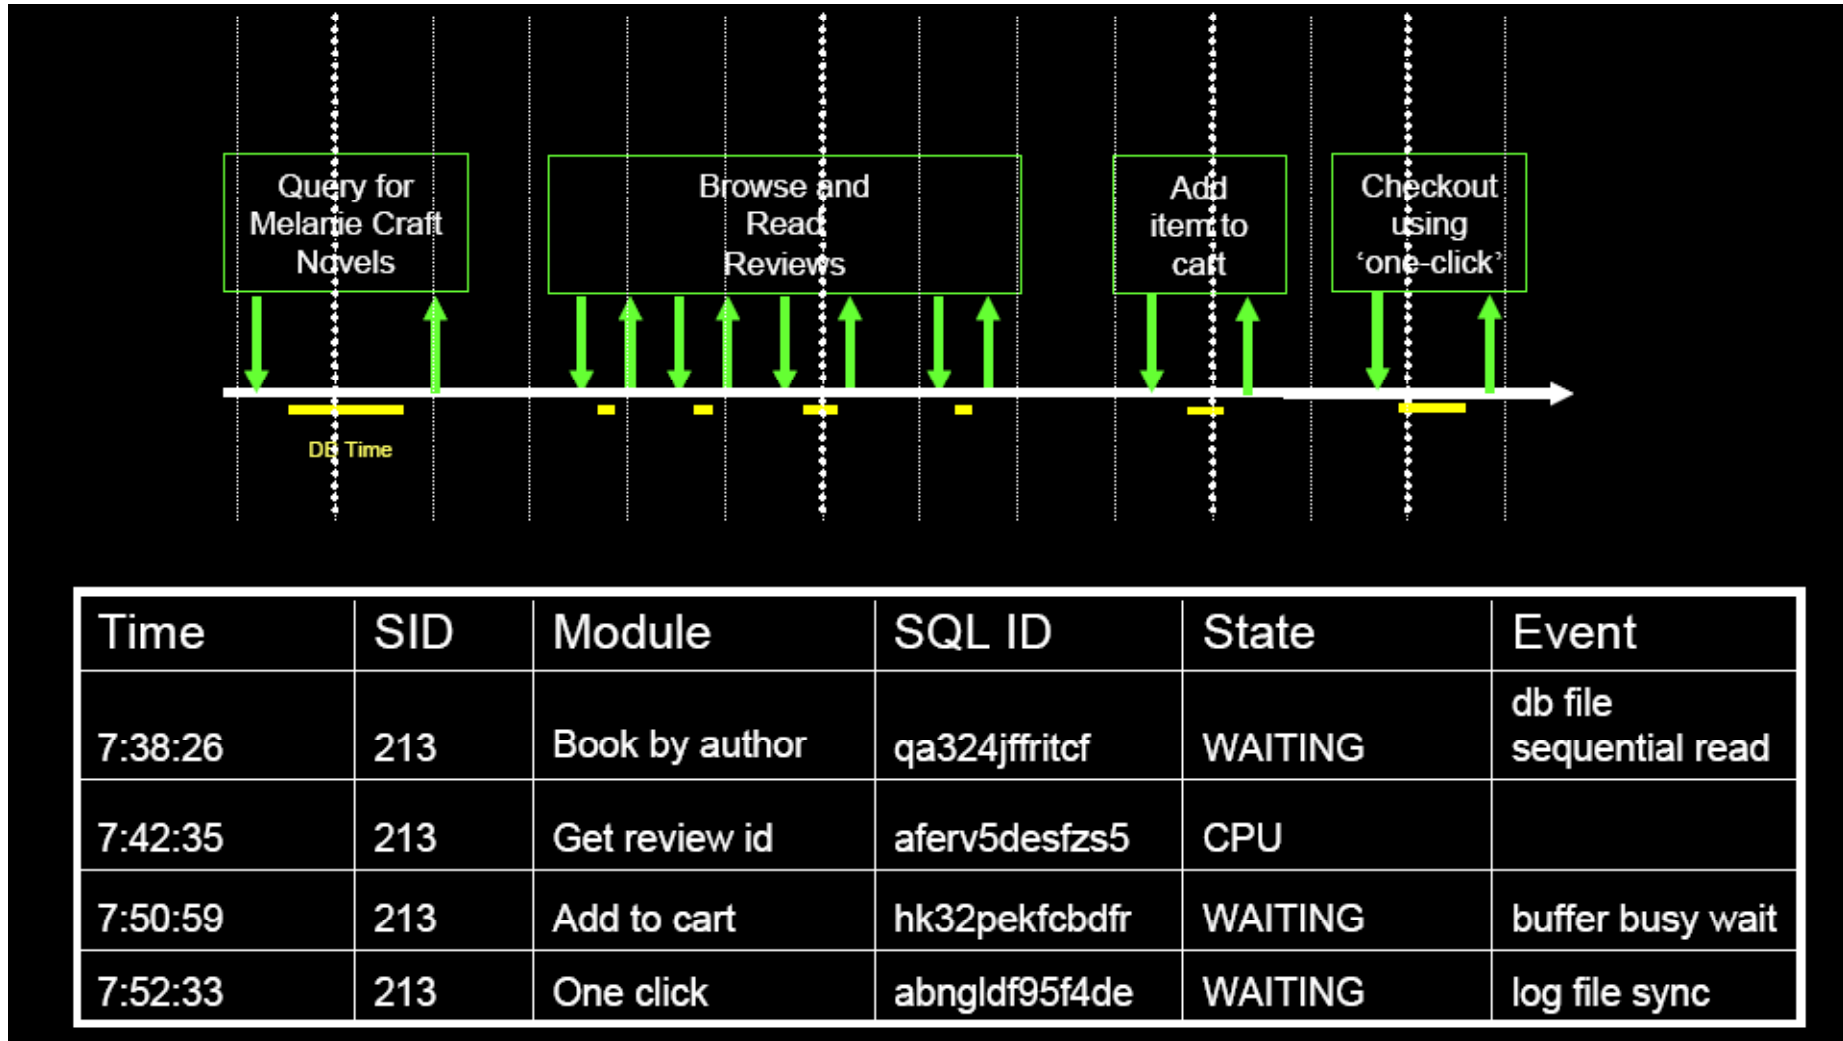 Query for
Melanie Craft
Novels
Browse and
Read
Reviews
Add
item to
cart
Checkout
using
‘one-click’
DB Time
Time SID Module SQL ID State Event
7:38:26 213 Book by author qa324jffritcf WAITING db file
sequential read
7:42:35 213 Get review id aferv5desfzs5 CPU
7:50:59 213 Add to cart hk32pekfcbdfr WAITING buffer busy wait
7:52:33 213 One click abngldf95f4de WAITING log file sync